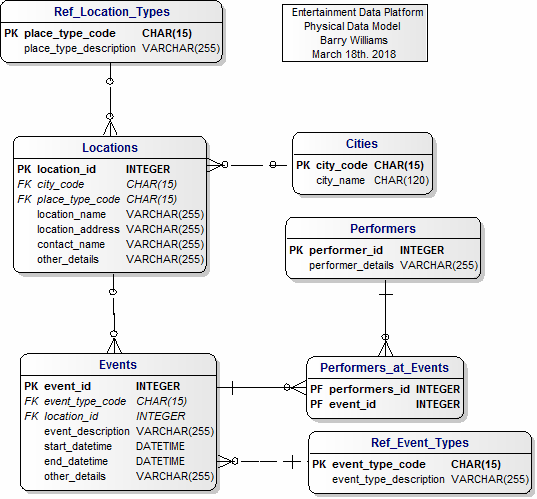 Ref_Location_Types
PK place_type_code CHAR(15)
place_type_description VARCHAR(255)
Entertainment Data Platform
Physical Data Model
Barry Williams
March 18th. 2018
Locations
PK location_id INTEGER
FK city_code CHAR(15)
FK place_type_code CHAR(15)
location_name VARCHAR(255)
location_address VARCHAR(255)
contact_name VARCHAR(255)
other_details VARCHAR(255)
Cities
PK city_code CHAR(15)
city_name CHAR(120)
Performers
PK performer_id INTEGER
performer_details VARCHAR(255)
Events
PK event_id INTEGER
FK event_type_code CHAR(15)
FK location_id INTEGER
event_description VARCHAR(255)
start_datetime DATETIME
end_datetime DATETIME
other_details VARCHAR(255)
Performers_at_Events
PF performers_id INTEGER
PF event_id INTEGER
Ref_Event_Types
PK event_type_code CHAR(15)
event_type_description VARCHAR(255)